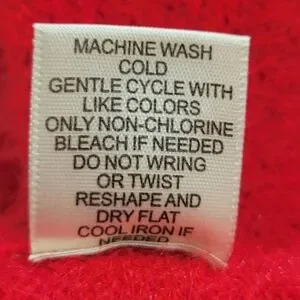 MACHINE WASH
COLD
GENTLE CYCLE WITH
LIKE COLORS
ONLY NON-CHLORINE
BLEACH IF NEEDED
DO NOT WRING
OR TWIST
RESHAPE AND
DRY FLAT
COOL IRON IF
NEEDED